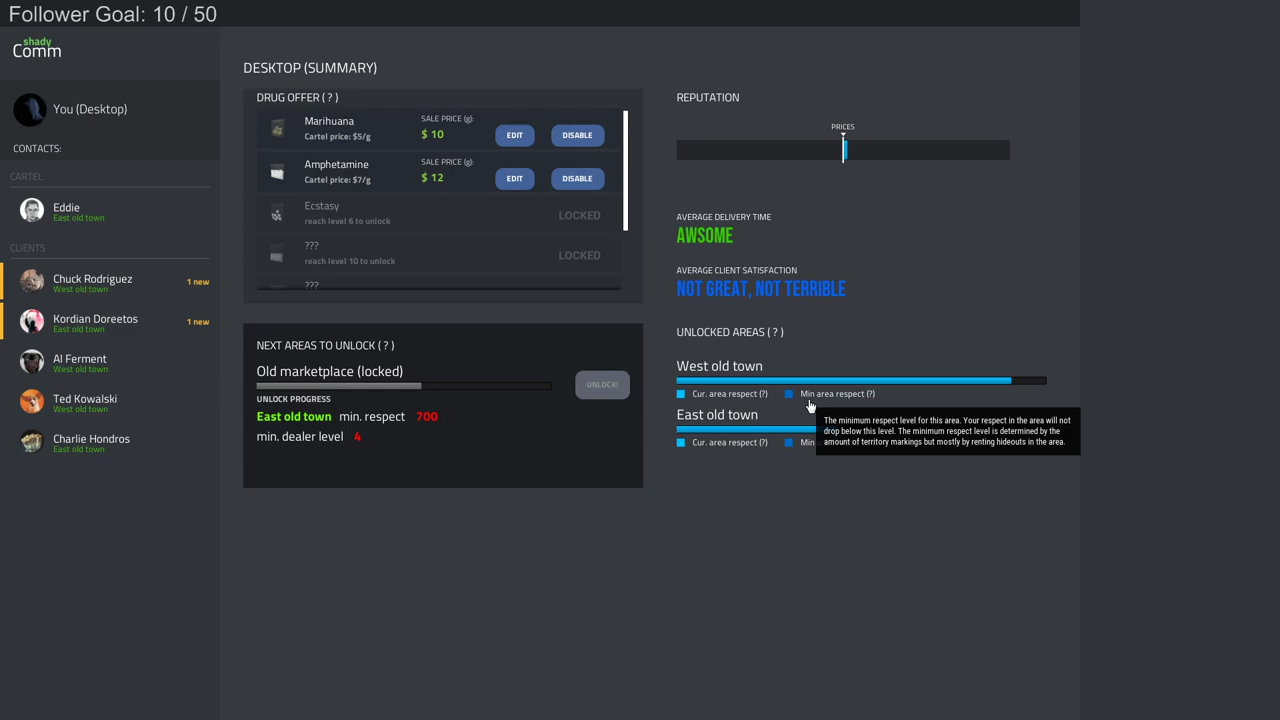 Follower Goal: 10 / 50
shady
Comm
You (Desktop)
CONTACTS:
CARTEL
Eddie
East old town
CLIENTS
Chuck Rodriguez
West old town
1 new
Kordian Doreetos
East old town
1 new
Al Ferment
West old town
Ted Kowalski
West old town
Charlie Hondros
East old town
DESKTOP (SUMMARY)
DRUG OFFER ( ? )
Marihuana
Cartel price: $5/g
SALE PRICE (g):
$ 10
EDIT
DISABLE
Amphetamine
Cartel price: $7/g
SALE PRICE (g):
$ 12
EDIT
DISABLE
Ecstasy
reach level 6 to unlock
LOCKED
???
reach level 10 to unlock
LOCKED
???
NEXT AREAS TO UNLOCK ( ? )
Old marketplace (locked)
UNLOCK!
UNLOCK PROGRESS
East old town min. respect 700
min. dealer level 4
REPUTATION
PRICES
AVERAGE DELIVERY TIME
AWSOME
AVERAGE CLIENT SATISFACTION
NOT GREAT, NOT TERRIBLE
UNLOCKED AREAS ( ? )
West old town
Cur. area respect (?) Min area respect (?)
East old town
Cur. area respect (?) Min
The minimum respect level for this area. Your respect in the area will not
drop below this level. The minimum respect level is determined by the
amount of territory markings but mostly by renting hideouts in the area.